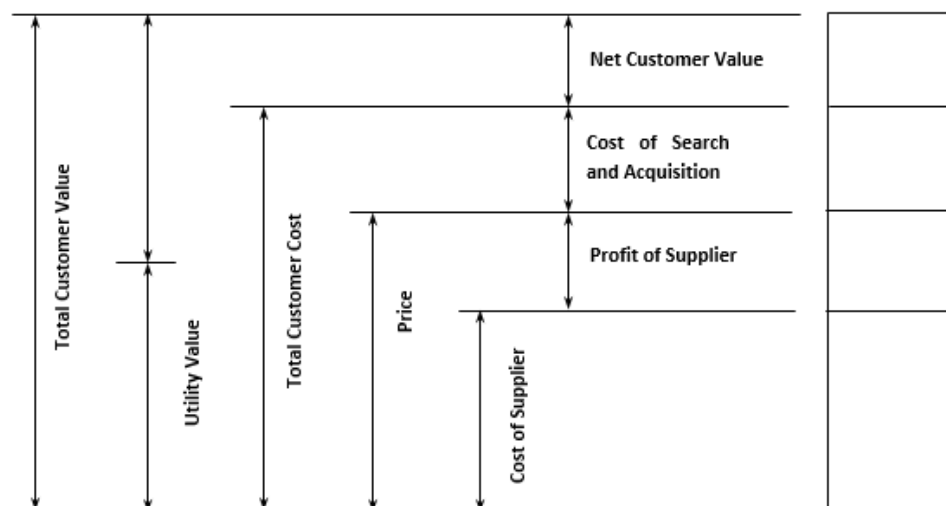 Net Customer Value
Cost of Search
and Acquisition
Profit of Supplier
Total Customer Value
Utility Value
Total Customer Cost
Price
Cost of Supplier